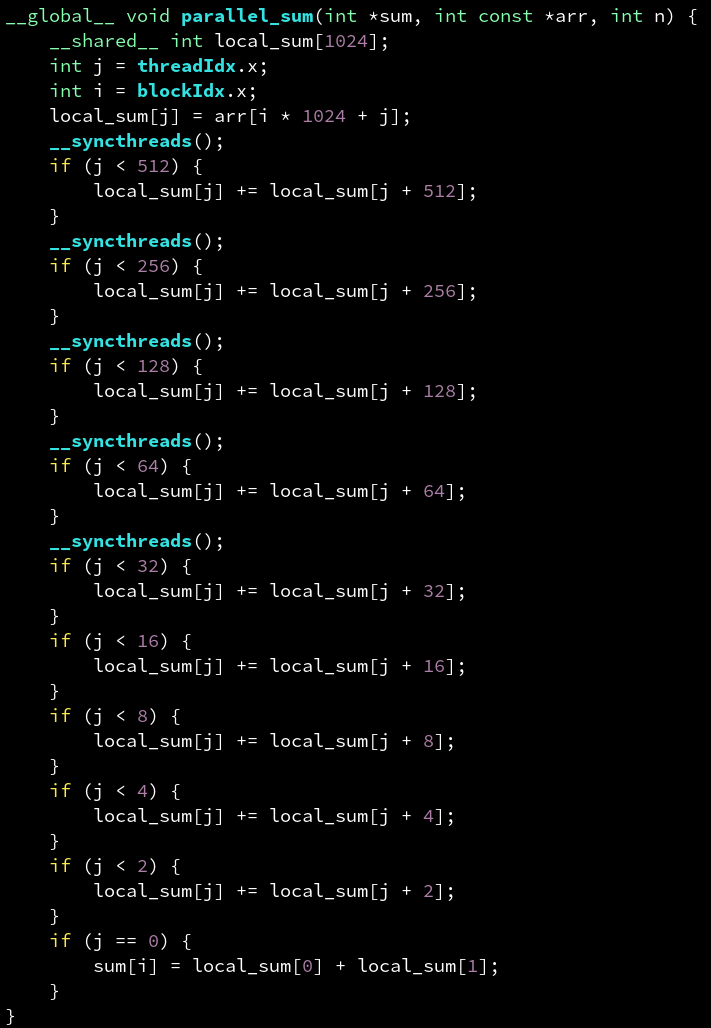 __global__ void parallel_sum(int *sum, int const *arr, int n) {
    __shared__ int local_sum[1024];
    int j = threadIdx.x;
    int i = blockIdx.x;
    local_sum[j] = arr[i * 1024 + j];
    __syncthreads();
    if (j < 512) {
        local_sum[j] += local_sum[j + 512];
    }
    __syncthreads();
    if (j < 256) {
        local_sum[j] += local_sum[j + 256];
    }
    __syncthreads();
    if (j < 128) {
        local_sum[j] += local_sum[j + 128];
    }
    __syncthreads();
    if (j < 64) {
        local_sum[j] += local_sum[j + 64];
    }
    __syncthreads();
    if (j < 32) {
        local_sum[j] += local_sum[j + 32];
    }
    if (j < 16) {
        local_sum[j] += local_sum[j + 16];
    }
    if (j < 8) {
        local_sum[j] += local_sum[j + 8];
    }
    if (j < 4) {
        local_sum[j] += local_sum[j + 4];
    }
    if (j < 2) {
        local_sum[j] += local_sum[j + 2];
    }
    if (j == 0) {
        sum[i] = local_sum[0] + local_sum[1];
    }
}